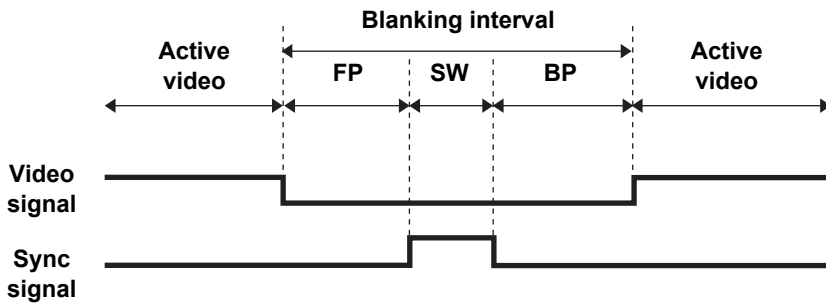 Blanking interval
Active
video
FP
SW
BP
Active
video
Video
signal
Sync
signal